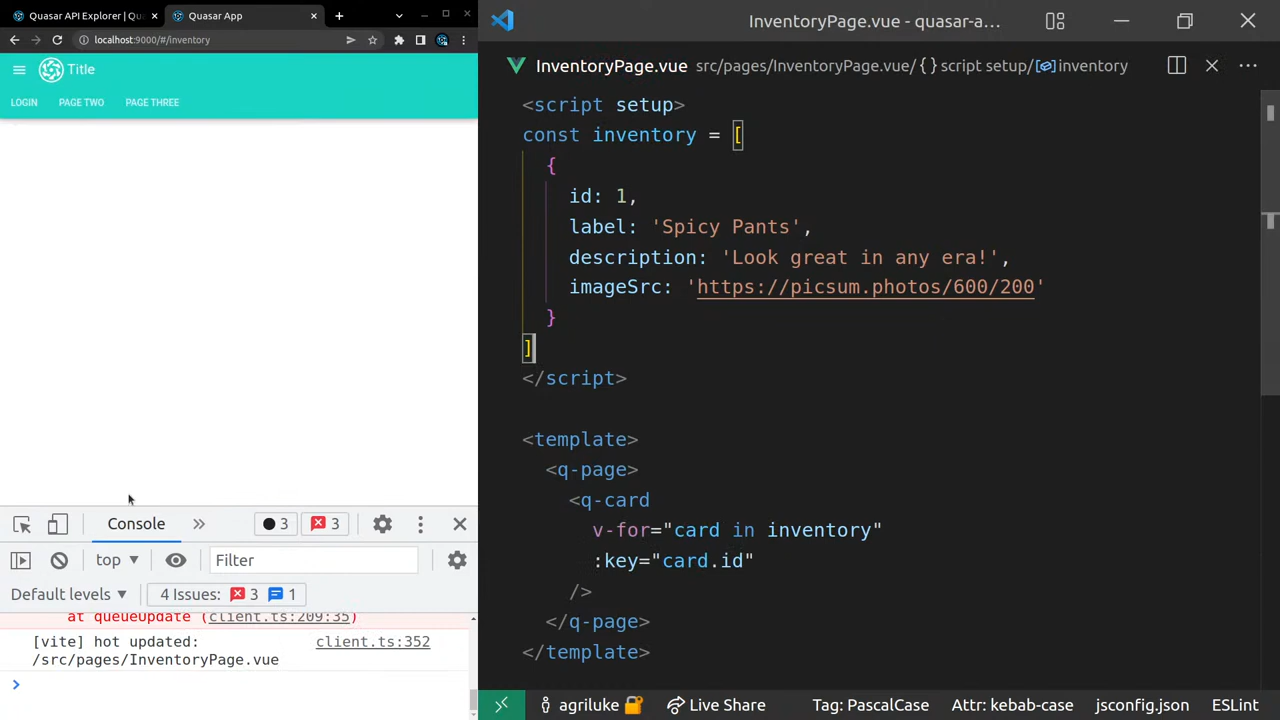 Quasar API Explorer | Qu
Quasar App
localhost:9000/#/inventory
Title
LOGIN
PAGE TWO
PAGE THREE
Console
3
3
top
Filter
Default levels
4 Issues:
3
1
at queueUpdate (client.ts:209:35)
[vite] hot updated:
client.ts:352
/src/pages/InventoryPage.vue
InventoryPage.vue - quasar-a…
InventoryPage.vue
src/pages/InventoryPage.vue/{} script setup/inventory
<script setup>
const inventory = [
{
id: 1,
label: 'Spicy Pants',
description: 'Look great in any era!',
imageSrc: 'https://picsum.photos/600/200'
}
]
</script>
<template>
<q-page>
<q-card
v-for="card in inventory"
:key="card.id"
/>
</q-page>
</template>
agriluke
Live Share
Tag: PascalCase
Attr: kebab-case
jsconfig.json
ESLint